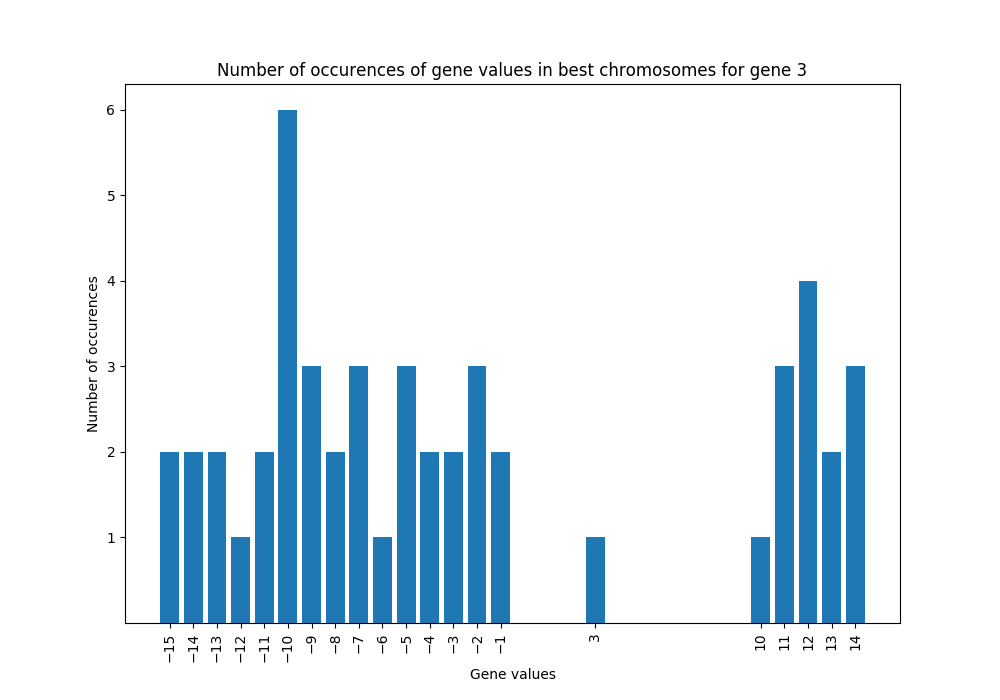 Number of occurences of gene values in best chromosomes for gene 3
6
5
4
3
2
1
Number of occurences
−15 −14 −13 −12 −11 −10 −9 −8 −7 −6 −5 −4 −3 −2 −1 3 10 11 12 13 14
Gene values